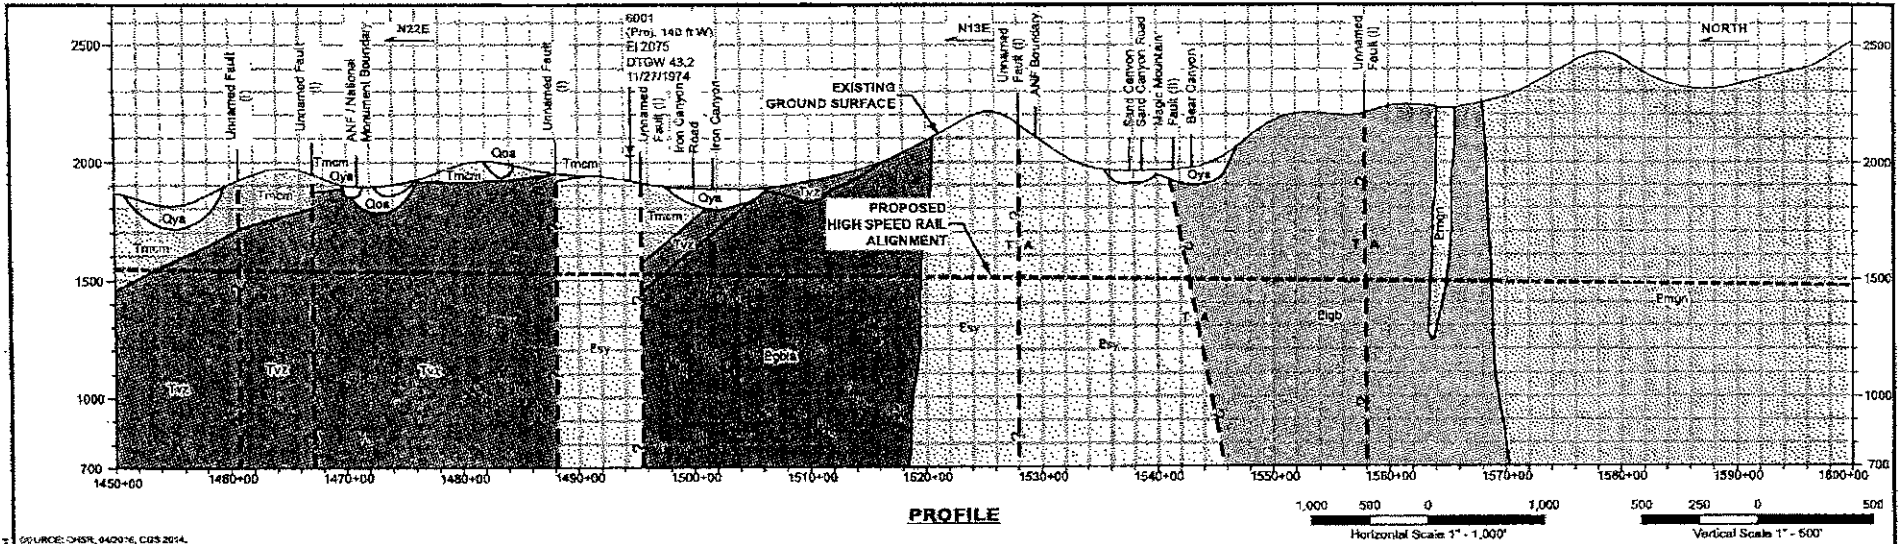 2500
2000
1500
1000
700
2500
2000
1500
1000
700
N22E
N13E
NORTH
Unnamed Fault
(I)
Unnamed Fault
(I)
ANF / National
Monument Boundary
Unnamed Fault
(I)
6001
(Proj. 140 ft W)
El 2075
DTGW 43.2
11/27/1974
Unnamed
Fault (I)
Iron Canyon
Road
Iron Canyon
EXISTING
GROUND SURFACE
Unnamed
Fault (I)
ANF Boundary
Sand Canyon
Sand Canyon Road
Magic Mountain
Fault (II)
Bear Canyon
Unnamed
Fault (I)
Qya
Tmcm
Tmcm
Tmcm
Qya
Qoa
Tmcm
Qoa
Tmcm
Tmcm
Qya
Tvz
Tvz
PROPOSED
HIGH SPEED RAIL
ALIGNMENT
Qya
T A
T A
T A
Emgn
Emgn
Tvz
Tvz
Tvz
Esy
Esy
Esy
?
?
?
?
?
?
1450+00
1460+00
1470+00
1480+00
1490+00
1500+00
1510+00
1520+00
1530+00
1540+00
1550+00
1560+00
1570+00
1580+00
1590+00
1600+00
PROFILE
1,000 500 0 1,000
Horizontal Scale 1" - 1,000'
500 250 0 500
Vertical Scale 1" - 500'
SOURCE: CHSR, 04/2016, CGS 2014.